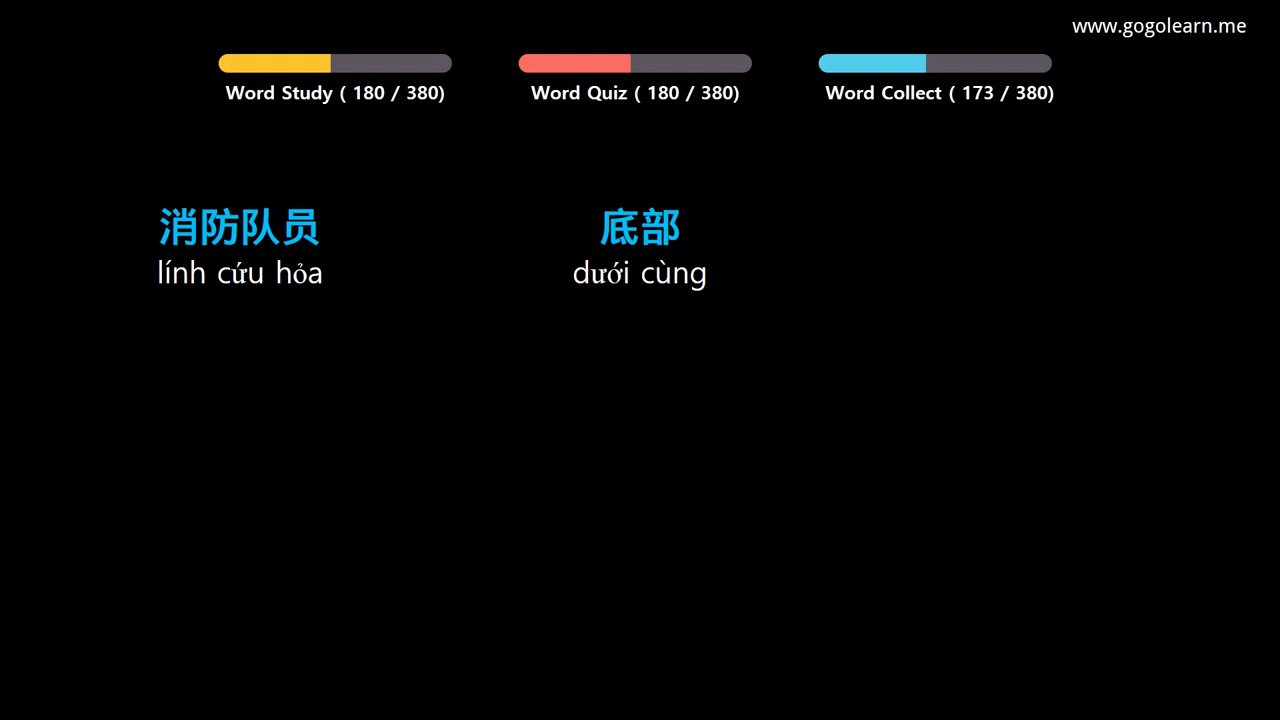 www.gogolearn.me
Word Study ( 180 / 380)
Word Quiz ( 180 / 380)
Word Collect ( 173 / 380)
消防队员
lính cứu hỏa
底部
dưới cùng